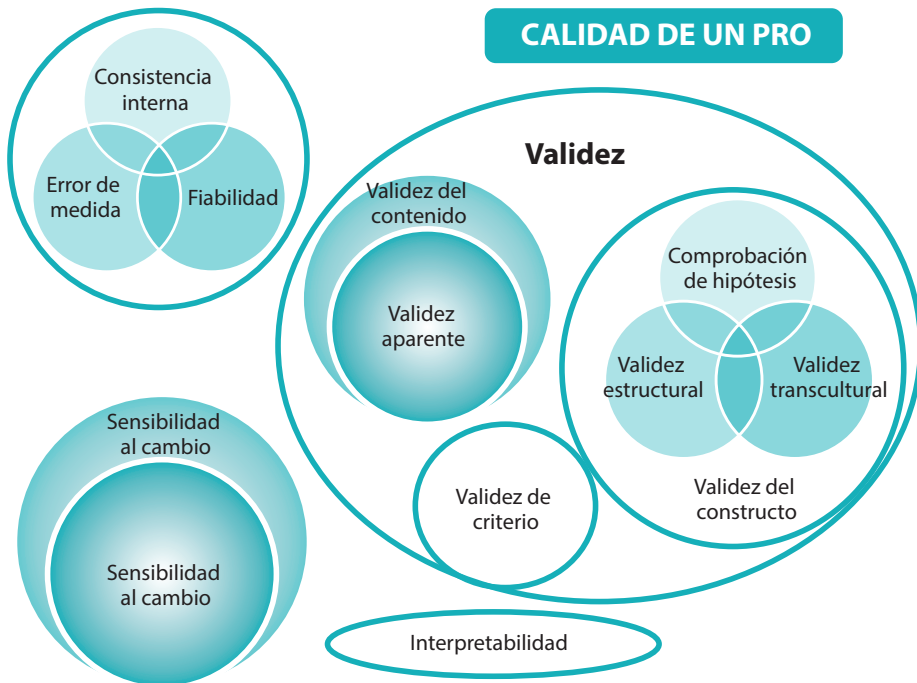 CALIDAD DE UN PRO
Consistencia
interna
Error de
medida
Fiabilidad
Validez
Validez del
contenido
Validez
aparente
Comprobación
de hipótesis
Validez
estructural
Validez
transcultural
Validez del
constructo
Validez de
criterio
Sensibilidad
al cambio
Sensibilidad
al cambio
Interpretabilidad